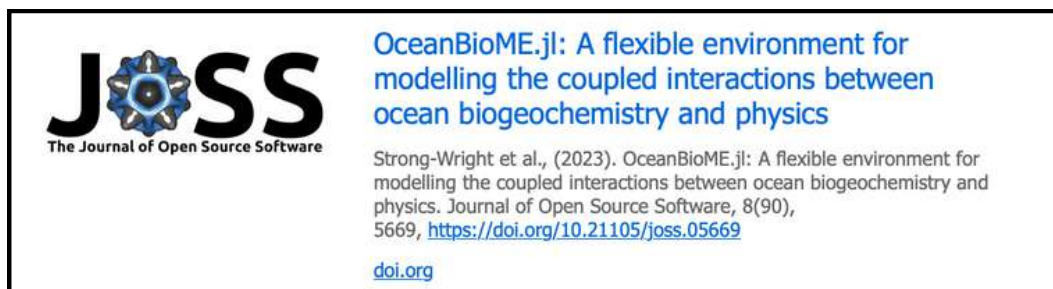 JOSS
The Journal of Open Source Software
OceanBioME.jl: A flexible environment for
modelling the coupled interactions between
ocean biogeochemistry and physics
Strong-Wright et al., (2023). OceanBioME.jl: A flexible environment for
modelling the coupled interactions between ocean biogeochemistry and
physics. Journal of Open Source Software, 8(90),
5669, https://doi.org/10.21105/joss.05669
doi.org